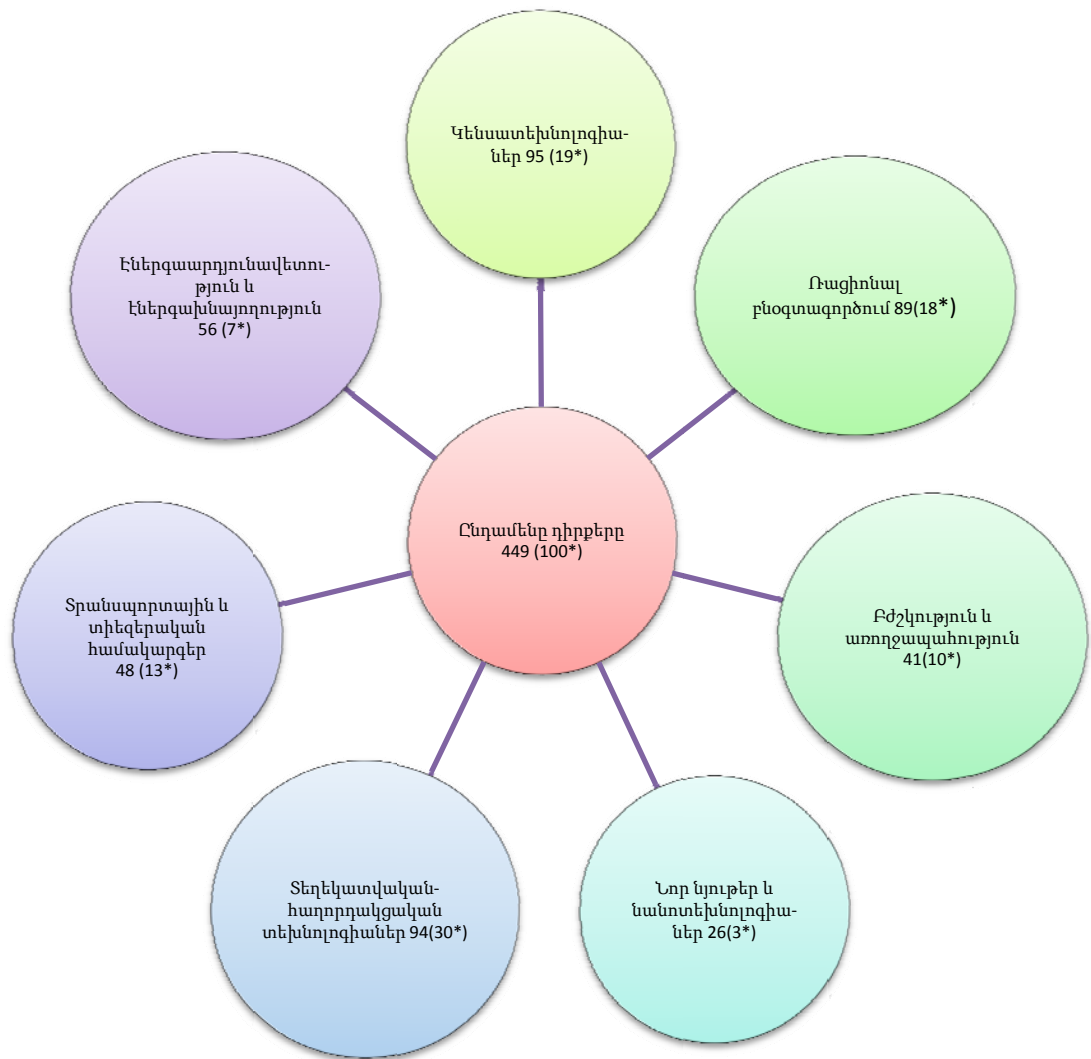 Կենսատեխնոլոգիա-
ներ 95 (19*)
Ռացիոնալ
բնօգտագործում 89(18*)
Էներգաարդյունավետու-
թյուն և
էներգախնայողություն
56 (7*)
Ընդամենը դիրքերը
449 (100*)
Բժշկություն և
առողջապահություն
41(10*)
Տրանսպորտային և
տիեզերական
համակարգեր
48 (13*)
Տեղեկատվական-
հաղորդակցական
տեխնոլոգիաներ 94(30*)
Նոր նյութեր և
նանոտեխնոլոգիա-
ներ 26(3*)